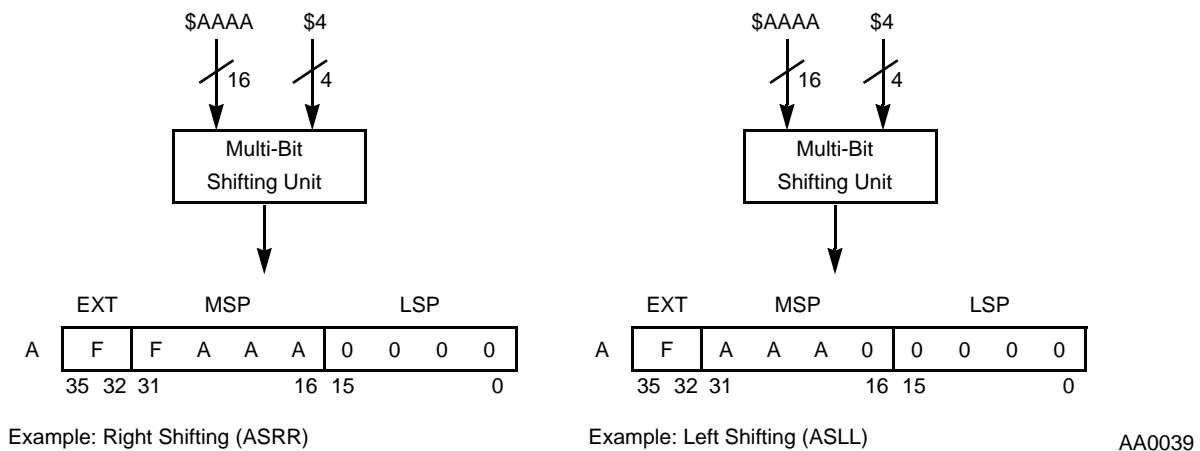 $AAAA $4
16 4
Multi-Bit
Shifting Unit
EXT MSP LSP
A F F A A A 0 0 0 0
35 32 31 16 15 0
Example: Right Shifting (ASRR)
$AAAA $4
16 4
Multi-Bit
Shifting Unit
EXT MSP LSP
A F A A A 0 0 0 0 0
35 32 31 16 15 0
Example: Left Shifting (ASLL)
AA0039